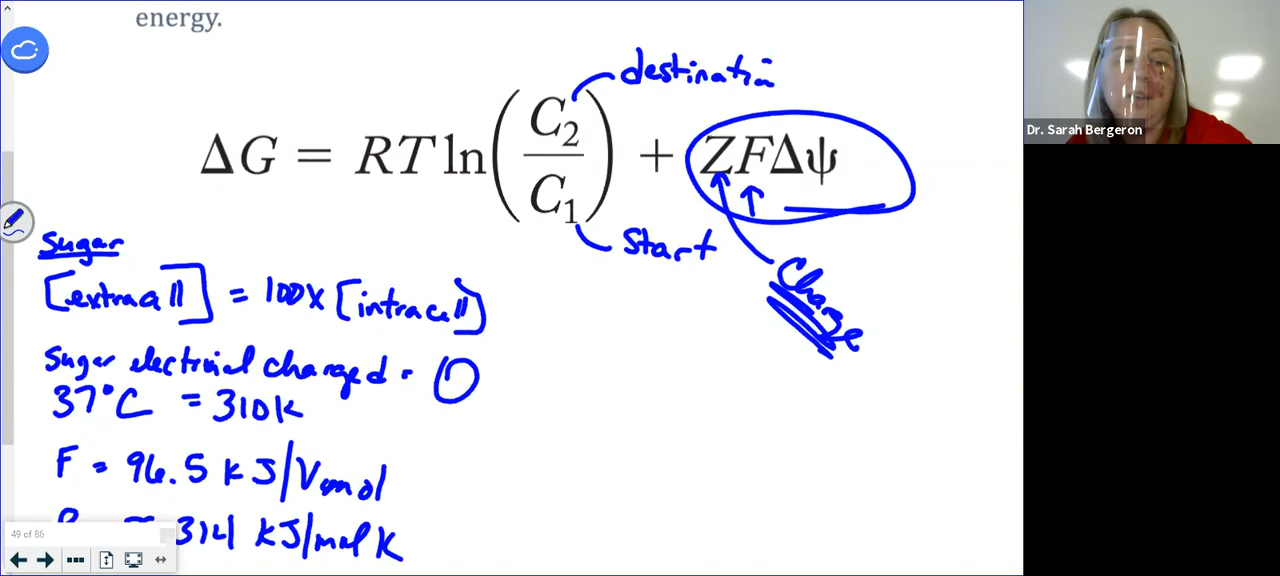 energy.
destination
ΔG = RT ln(C₂/C₁) + ZFΔψ
Start
Charge
Sugar
[extracell] = 100x [intracell]
Sugar electrical charged = 0
37°C = 310K
F = 96.5 kJ/Vmol
314 kJ/mol K
49 of 86
Dr. Sarah Bergeron